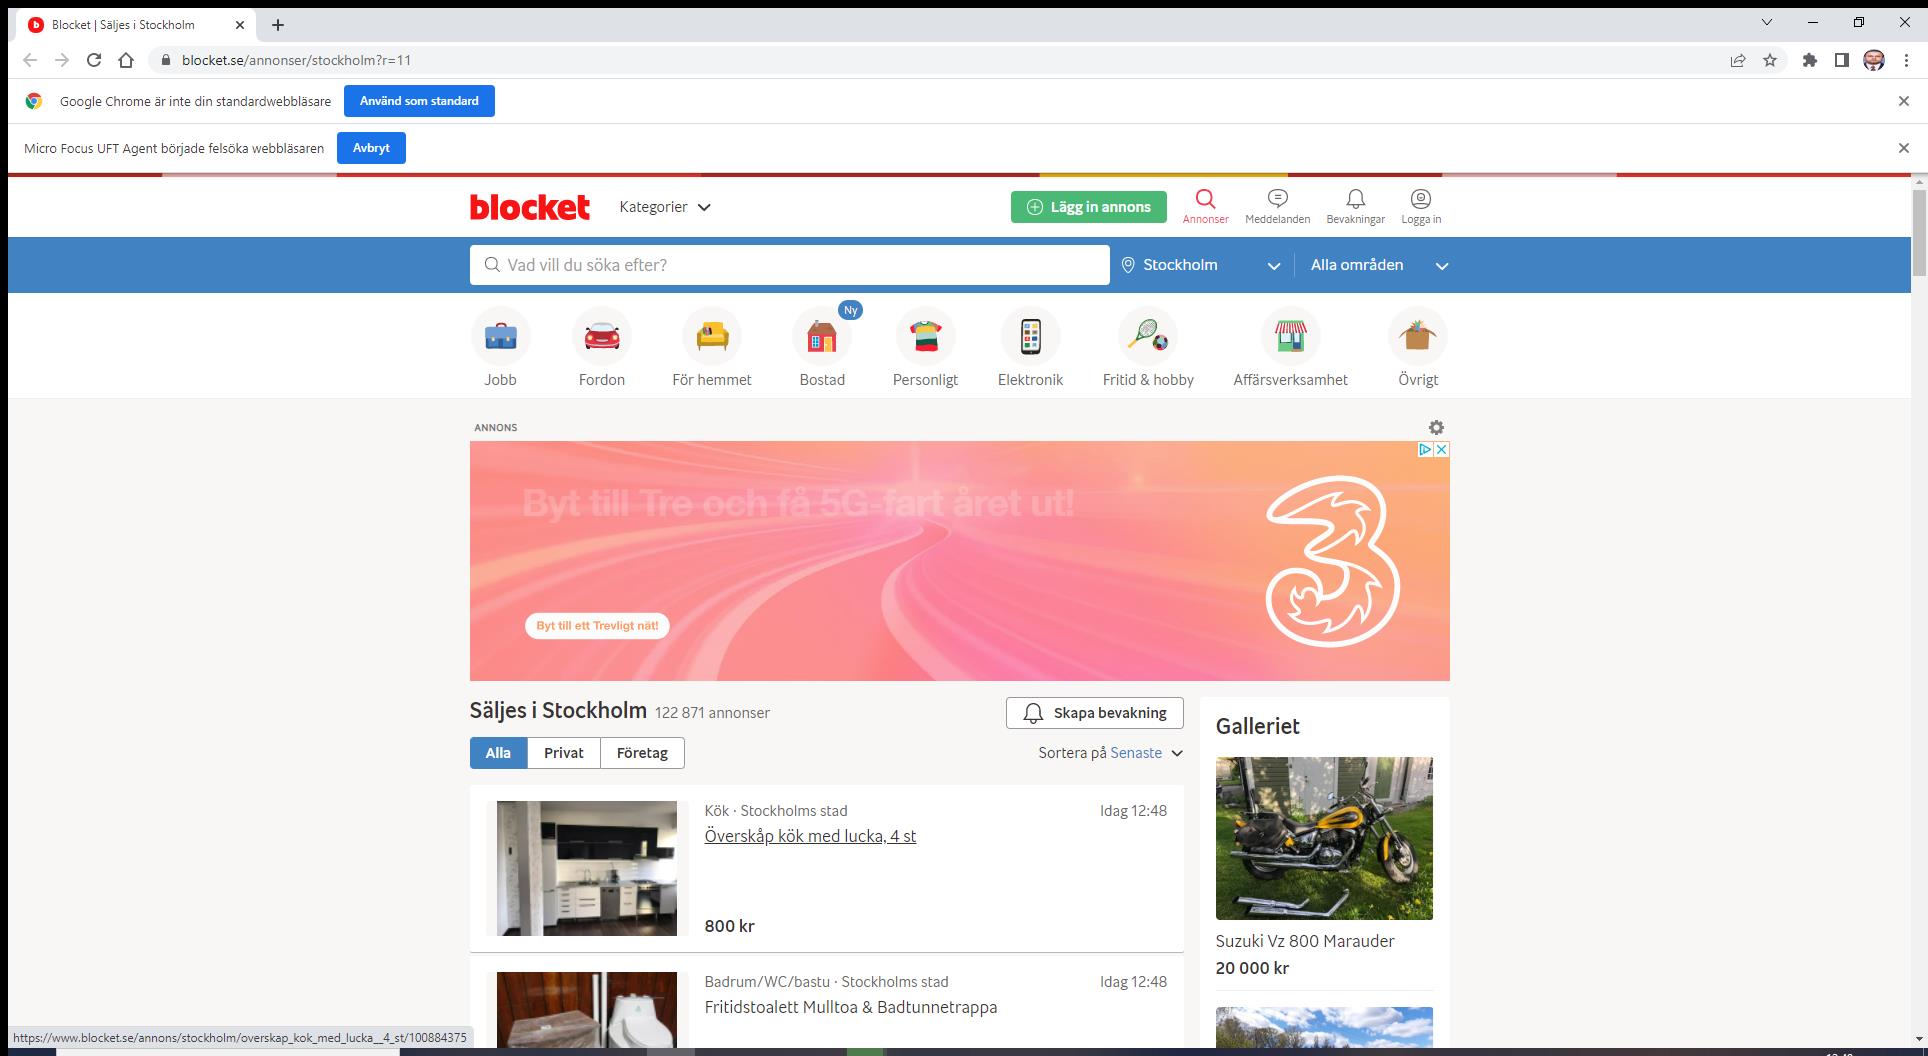 Blocket | Säljes i Stockholm
blocket.se/annonser/stockholm?r=11
Google Chrome är inte din standardwebbläsare Använd som standard
Micro Focus UFT Agent började felsöka webbläsaren Avbryt
blocket Kategorier Lägg in annons Annonser Meddelanden Bevakningar Logga in
Vad vill du söka efter? Stockholm Alla områden
Ny
Jobb Fordon För hemmet Bostad Personligt Elektronik Fritid & hobby Affärsverksamhet Övrigt
ANNONS
Byt till Tre och få 5G-fart året ut!
Byt till ett Trevligt nät!
Säljes i Stockholm 122 871 annonser Skapa bevakning
Alla Privat Företag Sortera på Senaste
Kök · Stockholms stad Idag 12:48
Överskåp kök med lucka, 4 st
800 kr
Badrum/WC/bastu · Stockholms stad Idag 12:48
Fritidstoalett Mulltoa & Badtunnetrappa
Galleriet
Suzuki Vz 800 Marauder
20 000 kr
https://www.blocket.se/annons/stockholm/overskap_kok_med_lucka__4_st/100884375